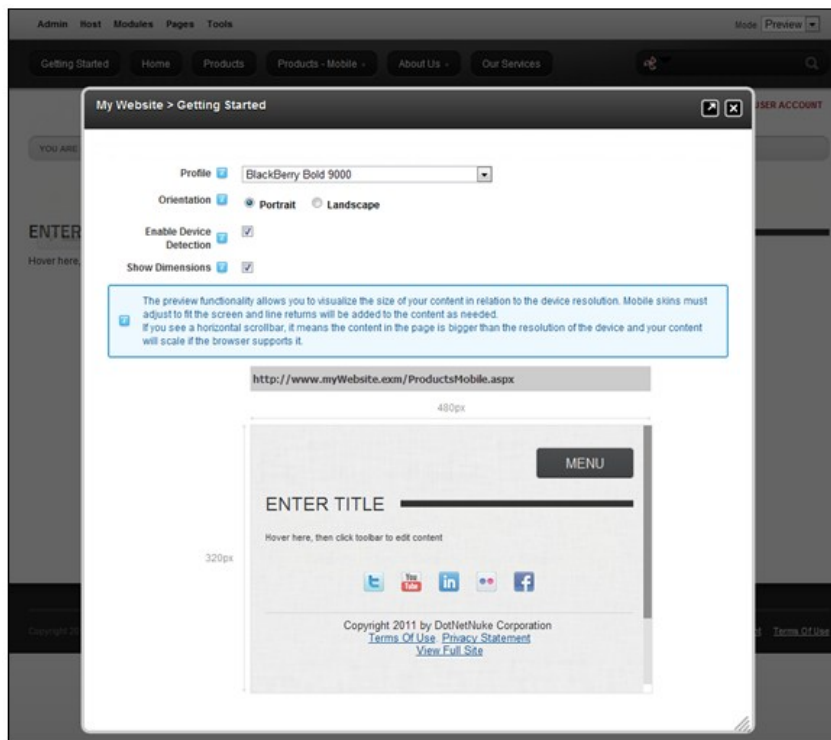 Admin Host Modules Pages Tools
Mode Preview
Getting Started Home Products Products - Mobile About Us Our Services
My Website > Getting Started
USER ACCOUNT
YOU ARE
Profile BlackBerry Bold 9000
Orientation Portrait Landscape
ENTER
Enable Device
Detection
Hover here,
Show Dimensions
The preview functionality allows you to visualize the size of your content in relation to the device resolution. Mobile skins must
adjust to fit the screen and line returns will be added to the content as needed.
If you see a horizontal scrollbar, it means the content in the page is bigger than the resolution of the device and your content
will scale if the browser supports it.
http://www.myWebsite.exm/ProductsMobile.aspx
480px
MENU
ENTER TITLE
Hover here, then click toolbar to edit content
320px
You
Tube
in
Copyright 2011 by DotNetNuke Corporation
Terms Of Use Privacy Statement
View Full Site
Copyright 20
Terms Of Use